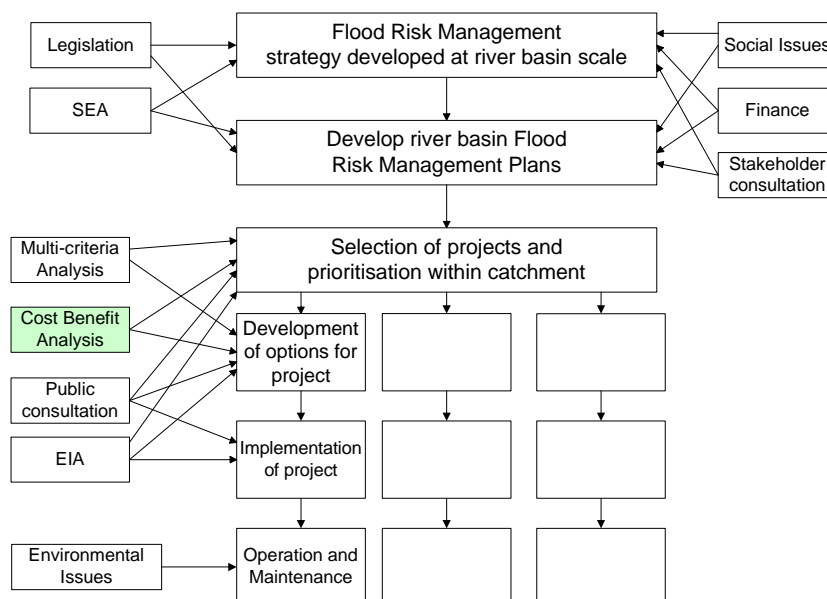 Legislation
SEA
Flood Risk Management
strategy developed at river basin scale
Social Issues
Finance
Stakeholder
consultation
Develop river basin Flood
Risk Management Plans
Multi-criteria
Analysis
Cost Benefit
Analysis
Public
consultation
EIA
Selection of projects and
prioritisation within catchment
Development
of options for
project
Implementation
of project
Environmental
Issues
Operation and
Maintenance